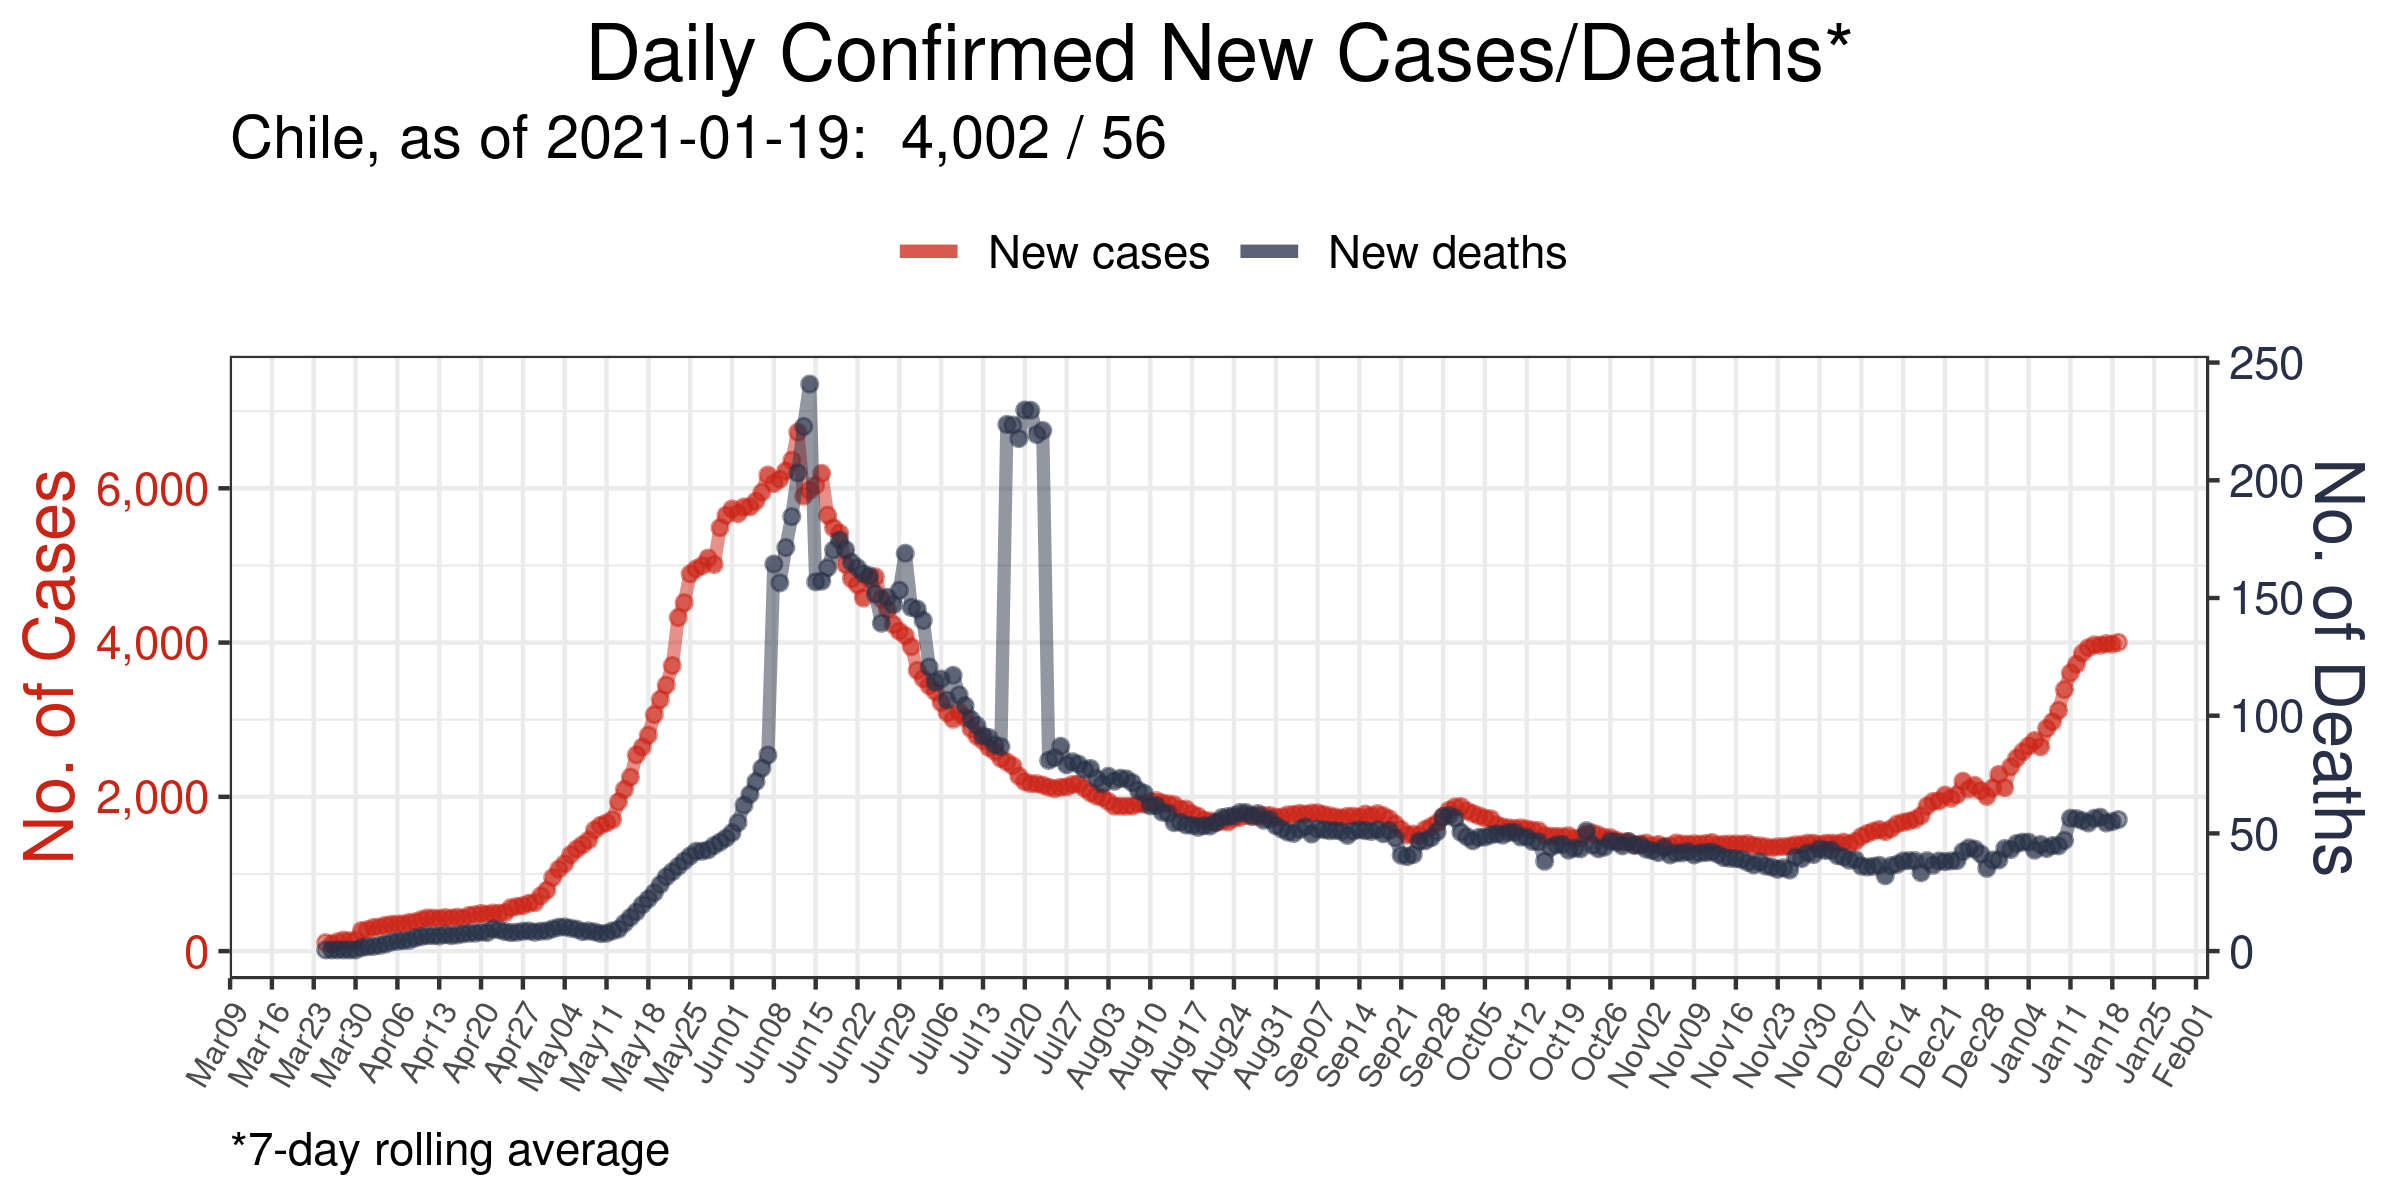 Daily Confirmed New Cases/Deaths*
Chile, as of 2021-01-19:  4,002 / 56
New cases
New deaths
No. of Cases
6,000
4,000
2,000
0
250
200
150
100
50
0
No. of Deaths
Mar09
Mar16
Mar23
Mar30
Apr06
Apr13
Apr20
Apr27
May04
May11
May18
May25
Jun01
Jun08
Jun15
Jun22
Jun29
Jul06
Jul13
Jul20
Jul27
Aug03
Aug10
Aug17
Aug24
Aug31
Sep07
Sep14
Sep21
Sep28
Oct05
Oct12
Oct19
Oct26
Nov02
Nov09
Nov16
Nov23
Nov30
Dec07
Dec14
Dec21
Dec28
Jan04
Jan11
Jan18
Jan25
Feb01
*7-day rolling average